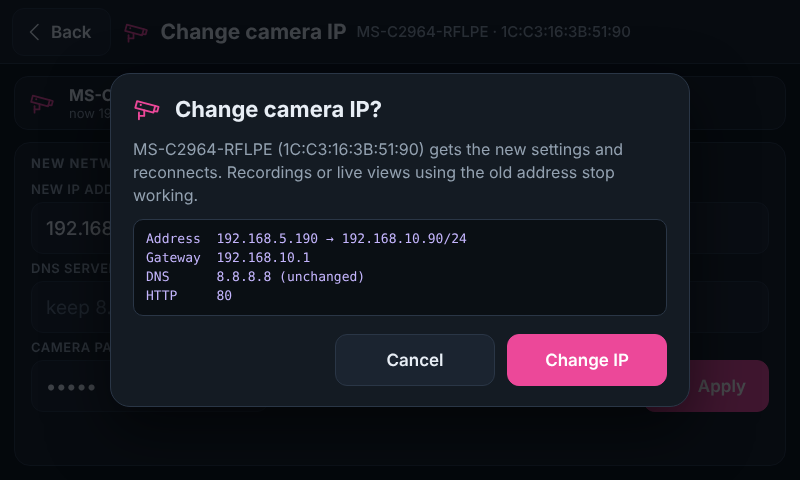 Back
Change camera IP MS-C2964-RFLPE · 1C:C3:16:3B:51:90
MS-C
now 19
Change camera IP?
MS-C2964-RFLPE (1C:C3:16:3B:51:90) gets the new settings and
reconnects. Recordings or live views using the old address stop
working.
Address 192.168.5.190 → 192.168.10.90/24
Gateway 192.168.10.1
DNS 8.8.8.8 (unchanged)
HTTP 80
Cancel
Change IP
NEW NETW
NEW IP ADD
192.168
DNS SERVE
keep 8.
CAMERA PA
•••••
Apply